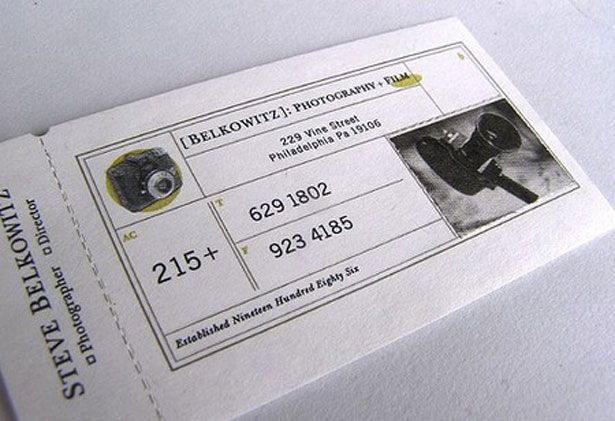 STEVE BELKOWITZ
Photographer Director
[BELKOWITZ]: PHOTOGRAPHY + FILM
229 Vine Street
Philadelphia Pa 19106
AC
215+
T
629 1802
F
923 4185
Established Nineteen Hundred Eighty Six